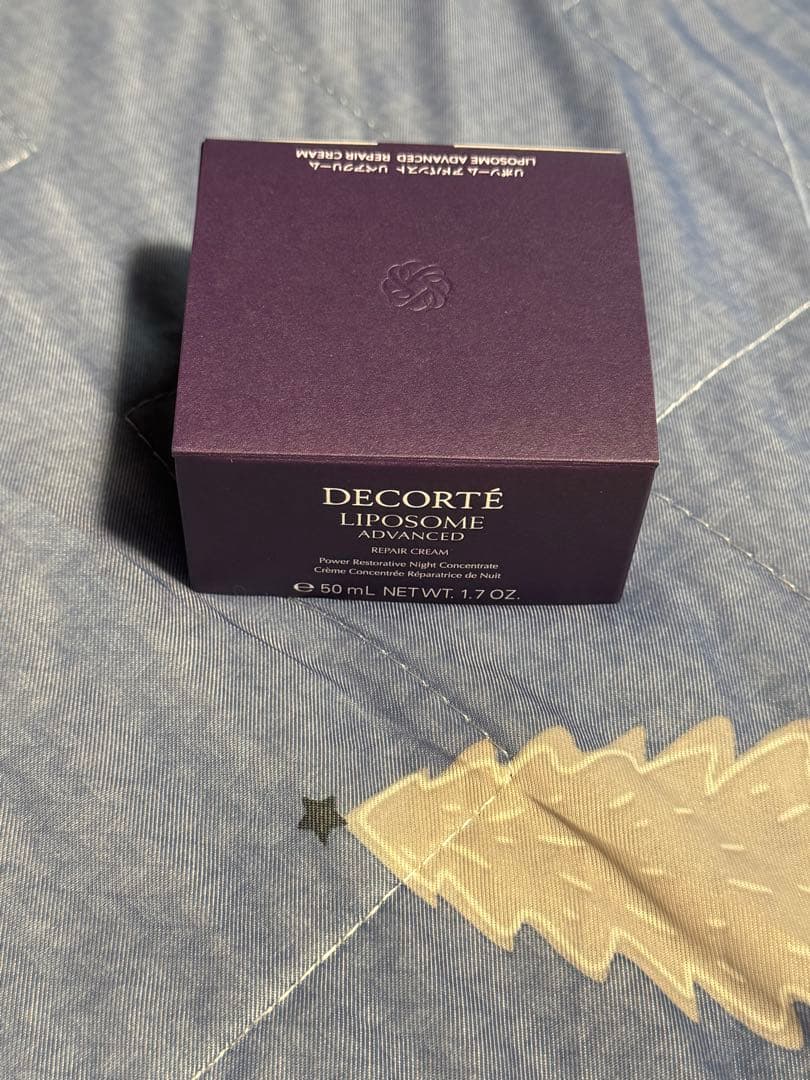 リポソーム アドバンスト リペアクリーム
LIPOSOME ADVANCED REPAIR CREAM
DECORTÉ
LIPOSOME
ADVANCED
REPAIR CREAM
Power Restorative Night Concentrate
Crème Concentrée Réparatrice de Nuit
℮ 50 mL NET WT. 1.7 OZ.